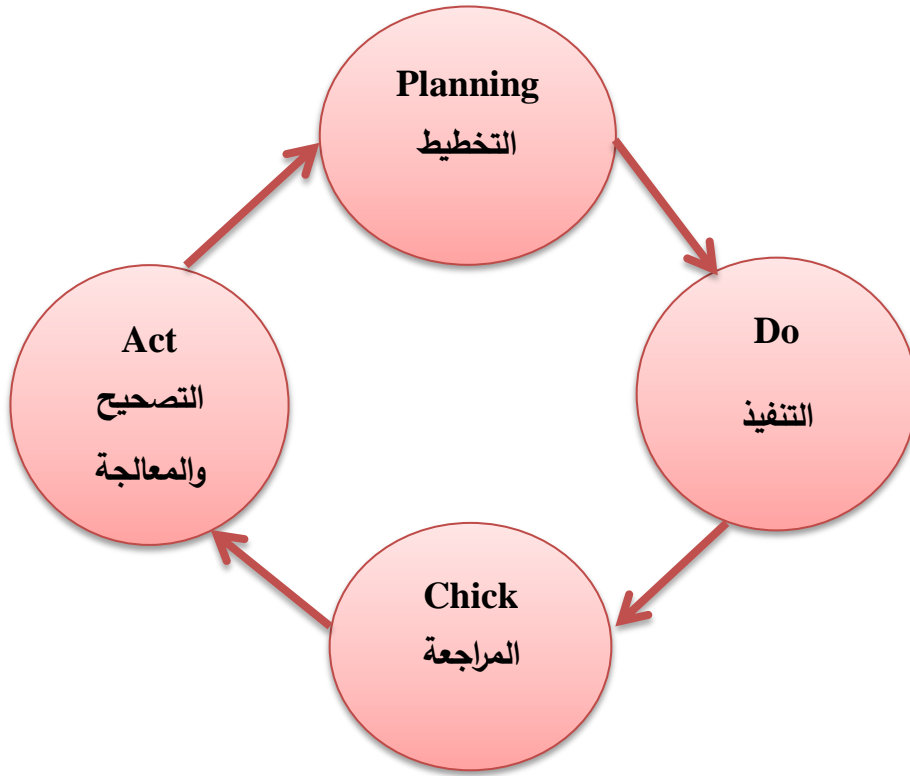 Planning
التخطيط
Do
التنفيذ
Chick
المراجعة
Act
التصحيح
والمعالجة